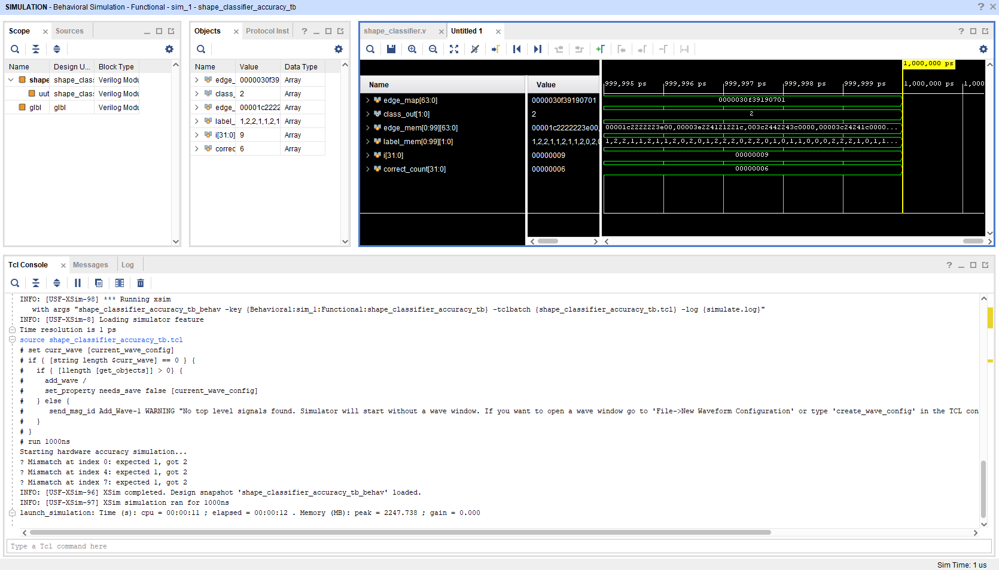 SIMULATION - Behavioral Simulation - Functional - sim_1 - shape_classifier_accuracy_tb
Scope
Sources
Name Design U... Block Type
shape shape_clas: Verilog Modu
uut shape_clas: Verilog Modu
glbl glbl Verilog Modu
Objects
Protocol Inst
Name Value Data Type
edge_ 0000030f39 Array
class_ 2 Array
edge_ 00001c2222 Array
label_ 1,2,2,1,1,2,1 Array
i[31:0] 9 Array
correc 6 Array
shape_classifier.v
Untitled 1
1,000,000 ps
999,995 ps 999,996 ps 999,997 ps 999,998 ps 999,999 ps 1,000,000 ps 1,000
Name Value
edge_map[63:0] 0000030f39190701 0000030f39190701
class_out[1:0] 2 2
edge_mem[0:99][63:0] 00001c2222223e00, 00001c2222223e00,00003e224121221c,003c2442243c0000,00003c24241c0000...
label_mem[0:99][1:0] 1,2,2,1,1,2,1,1,2,0,2,0 1,2,2,1,1,2,1,1,2,0,2,0,1,2,2,2,0,2,2,0,1,0,1,1,0,0,0,2,2,2,1,0,1,1...
i[31:0] 00000009 00000009
correct_count[31:0] 00000006 00000006
Tcl Console
Messages
Log
INFO: [USF-XSim-98] *** Running xsim
with args "shape_classifier_accuracy_tb_behav -key {Behavioral:sim_1:Functional:shape_classifier_accuracy_tb} -tclbatch {shape_classifier_accuracy_tb.tcl} -log {simulate.log}"
INFO: [USF-XSim-8] Loading simulator feature
Time resolution is 1 ps
source shape_classifier_accuracy_tb.tcl
# set curr_wave [current_wave_config]
# if { [string length $curr_wave] == 0 } {
# if { [llength [get_objects]] > 0} {
# add_wave /
# set_property needs_save false [current_wave_config]
# } else {
# send_msg_id Add_Wave-1 WARNING "No top level signals found. Simulator will start without a wave window. If you want to open a wave window go to 'File->New Waveform Configuration' or type 'create_wave_config' in the TCL con
# }
# }
# run 1000ns
Starting hardware accuracy simulation...
? Mismatch at index 0: expected 1, got 2
? Mismatch at index 4: expected 1, got 2
? Mismatch at index 7: expected 1, got 2
INFO: [USF-XSim-96] XSim completed. Design snapshot 'shape_classifier_accuracy_tb_behav' loaded.
INFO: [USF-XSim-97] XSim simulation ran for 1000ns
launch_simulation: Time (s): cpu = 00:00:11 ; elapsed = 00:00:12 . Memory (MB): peak = 2247.738 ; gain = 0.000
Type a Tcl command here
Sim Time: 1 us